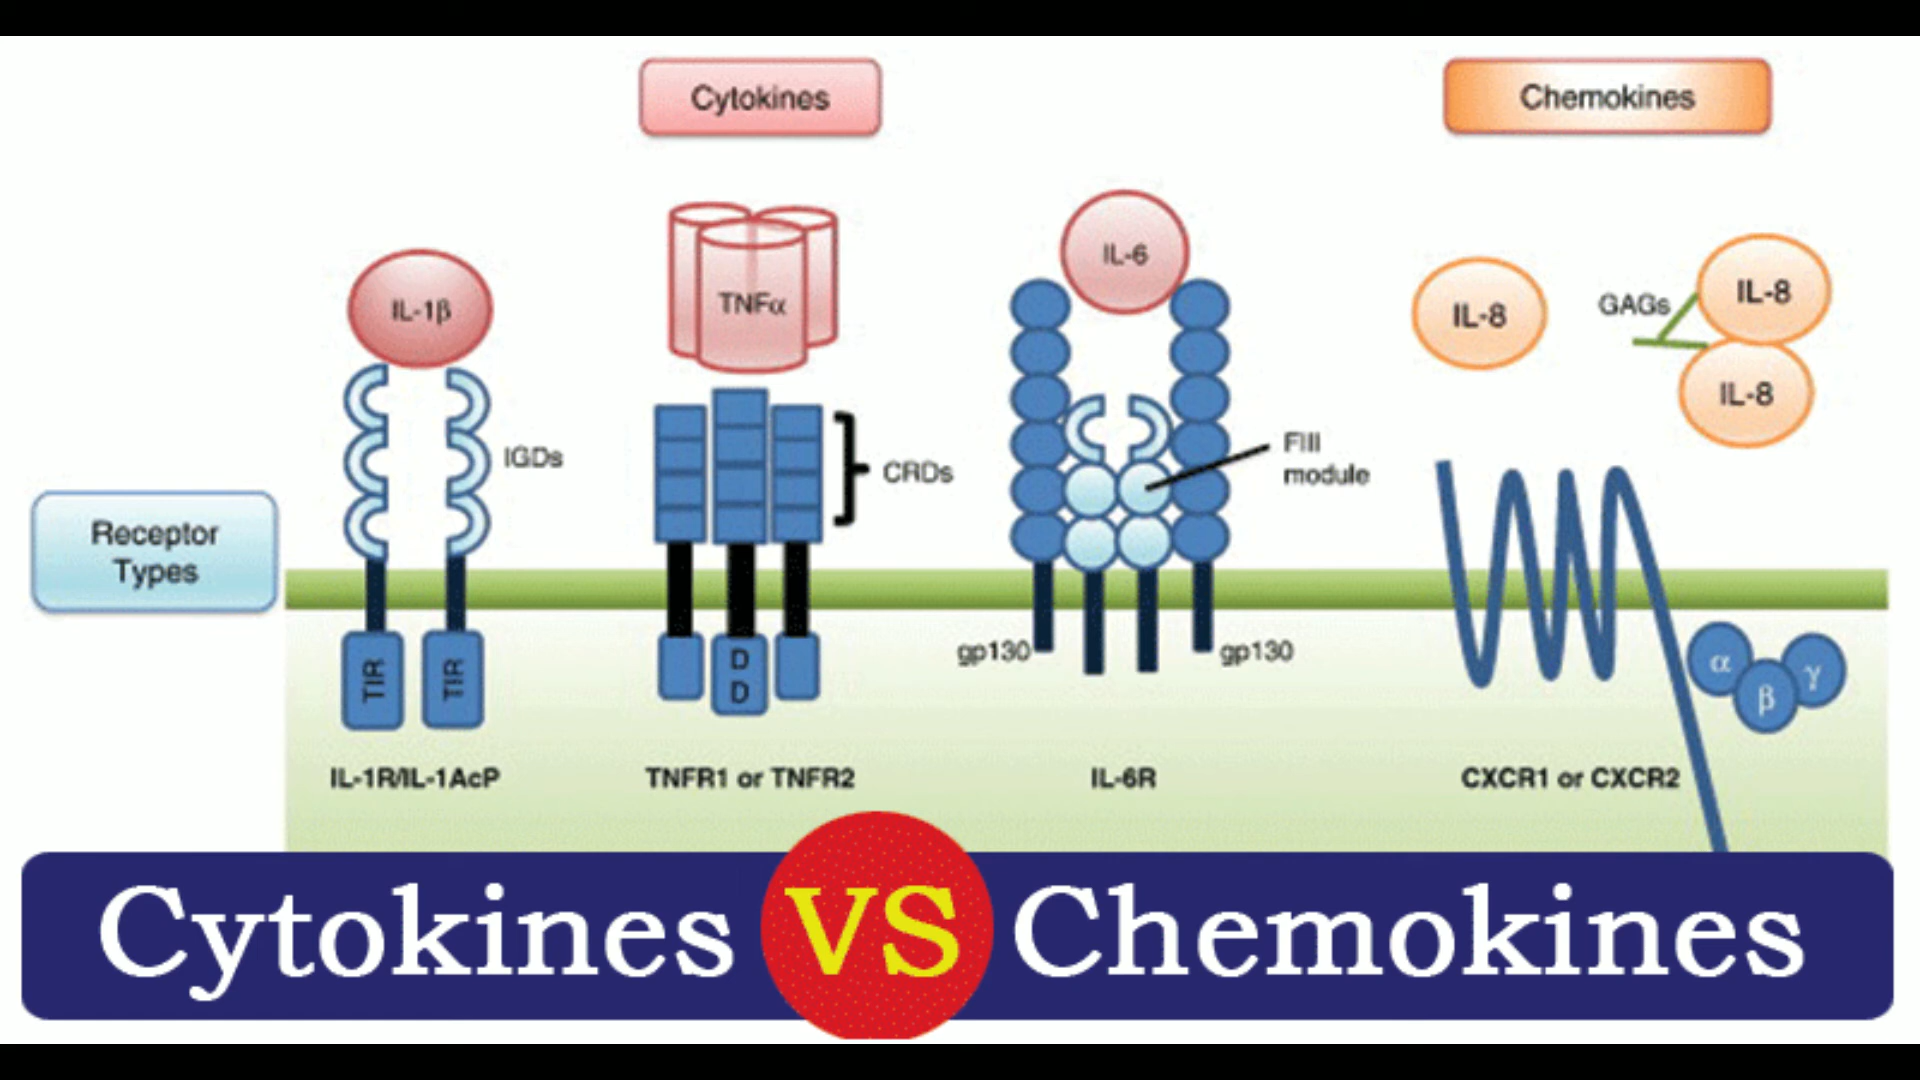 Cytokines
Chemokines
IL-1β
TNFα
IL-6
IL-8
GAGs
IL-8
IL-8
IGDs
CRDs
FIII
module
Receptor
Types
TIR
TIR
D
D
gp130
gp130
α
β
γ
IL-1R/IL-1AcP
TNFR1 or TNFR2
IL-6R
CXCR1 or CXCR2
Cytokines VS Chemokines